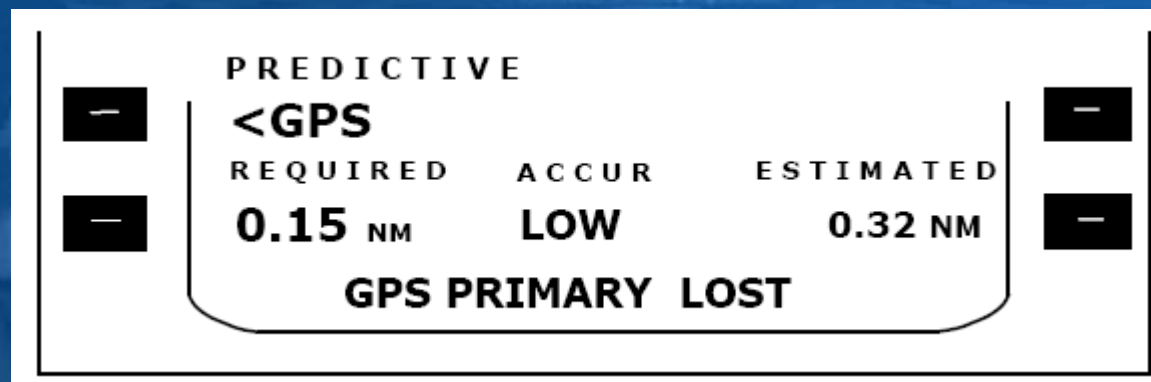 PREDICTIVE
<GPS
REQUIRED ACCUR ESTIMATED
0.15 NM LOW 0.32 NM
GPS PRIMARY LOST